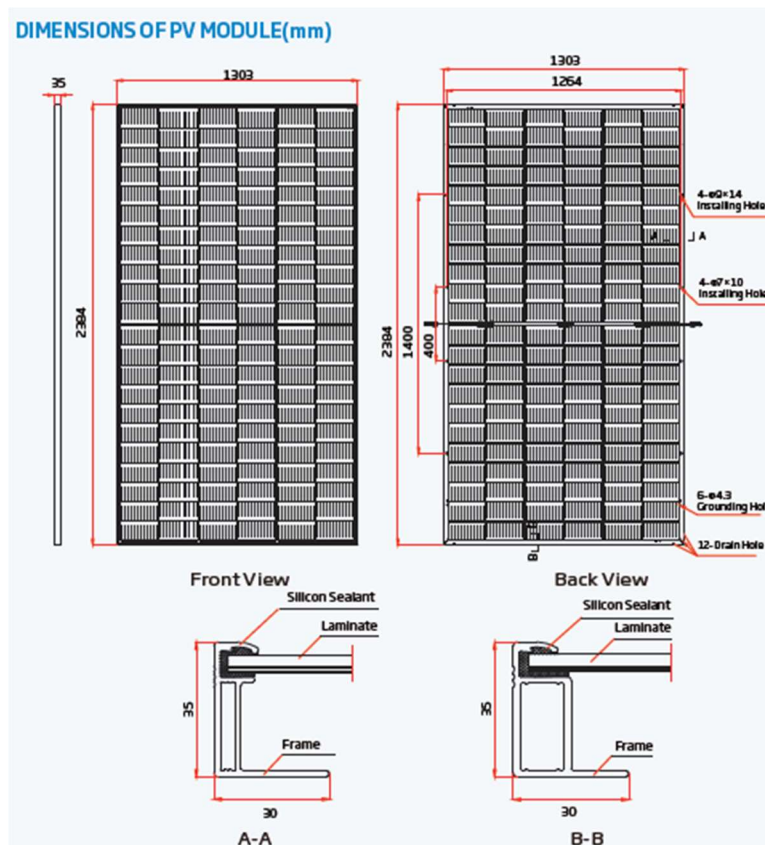 DIMENSIONS OF PV MODULE(mm)
35
1303
2384
1303
1264
2384
1400
400
4-ø9×14
Installing Hole
A
A
4-ø7×10
Installing Hole
6-ø4.3
Grounding Hol
12-Drain Hole
B
Front View
Back View
Silicon Sealant
Laminate
35
Frame
30
A-A
Silicon Sealant
Laminate
35
Frame
30
B-B